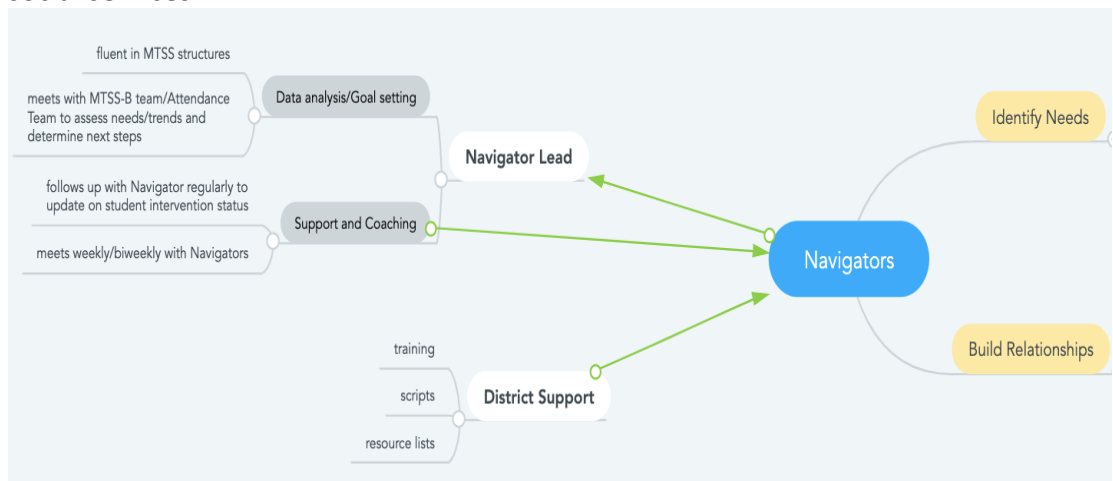 fluent in MTSS structures
meets with MTSS-B team/Attendance
Team to assess needs/trends and
determine next steps
Data analysis/Goal setting
Navigator Lead
follows up with Navigator regularly to
update on student intervention status
meets weekly/biweekly with Navigators
Support and Coaching
training
scripts
resource lists
District Support
Navigators
Identify Needs
Build Relationships